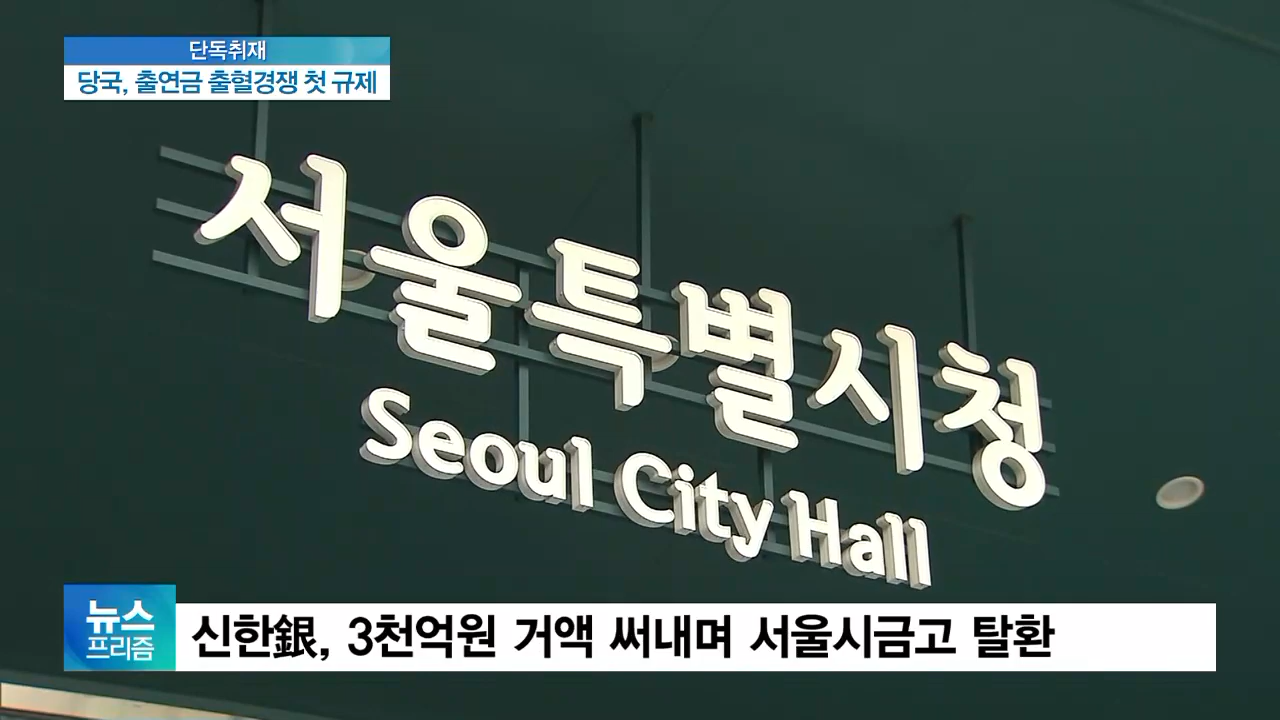 단독취재
당국, 출연금 출혈경쟁 첫 규제
서울특별시청
Seoul City Hall
뉴스
프리즘
신한銀, 3천억원 거액 써내며 서울시금고 탈환